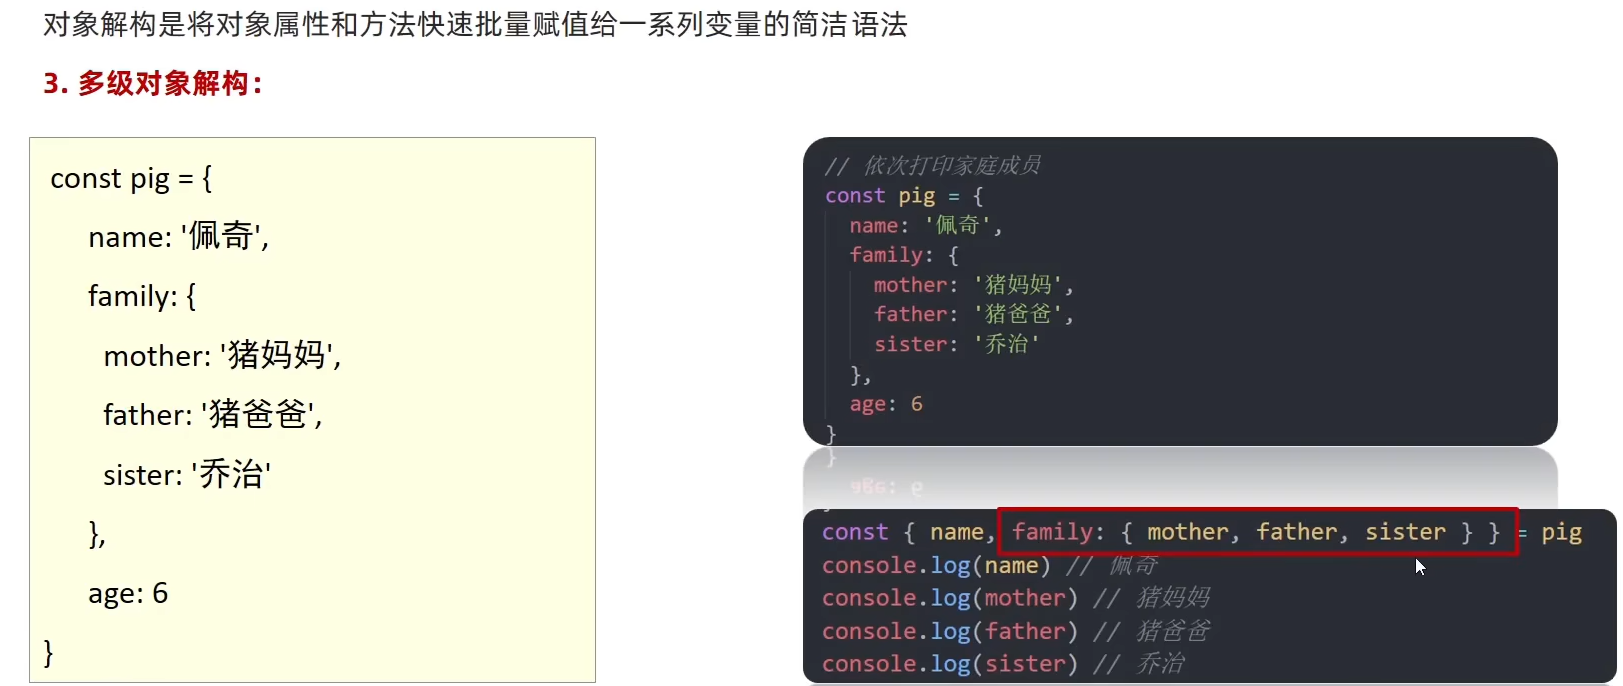 对象解构是将对象属性和方法快速批量赋值给一系列变量的简洁语法
3. 多级对象解构：
const pig = {
name: '佩奇',
family: {
mother: '猪妈妈',
father: '猪爸爸',
sister: '乔治'
},
age: 6
}
// 依次打印家庭成员
const pig = {
name: '佩奇',
family: {
mother: '猪妈妈',
father: '猪爸爸',
sister: '乔治'
},
age: 6
}
const { name, family: { mother, father, sister } } = pig
console.log(name) // 佩奇
console.log(mother) // 猪妈妈
console.log(father) // 猪爸爸
console.log(sister) // 乔治